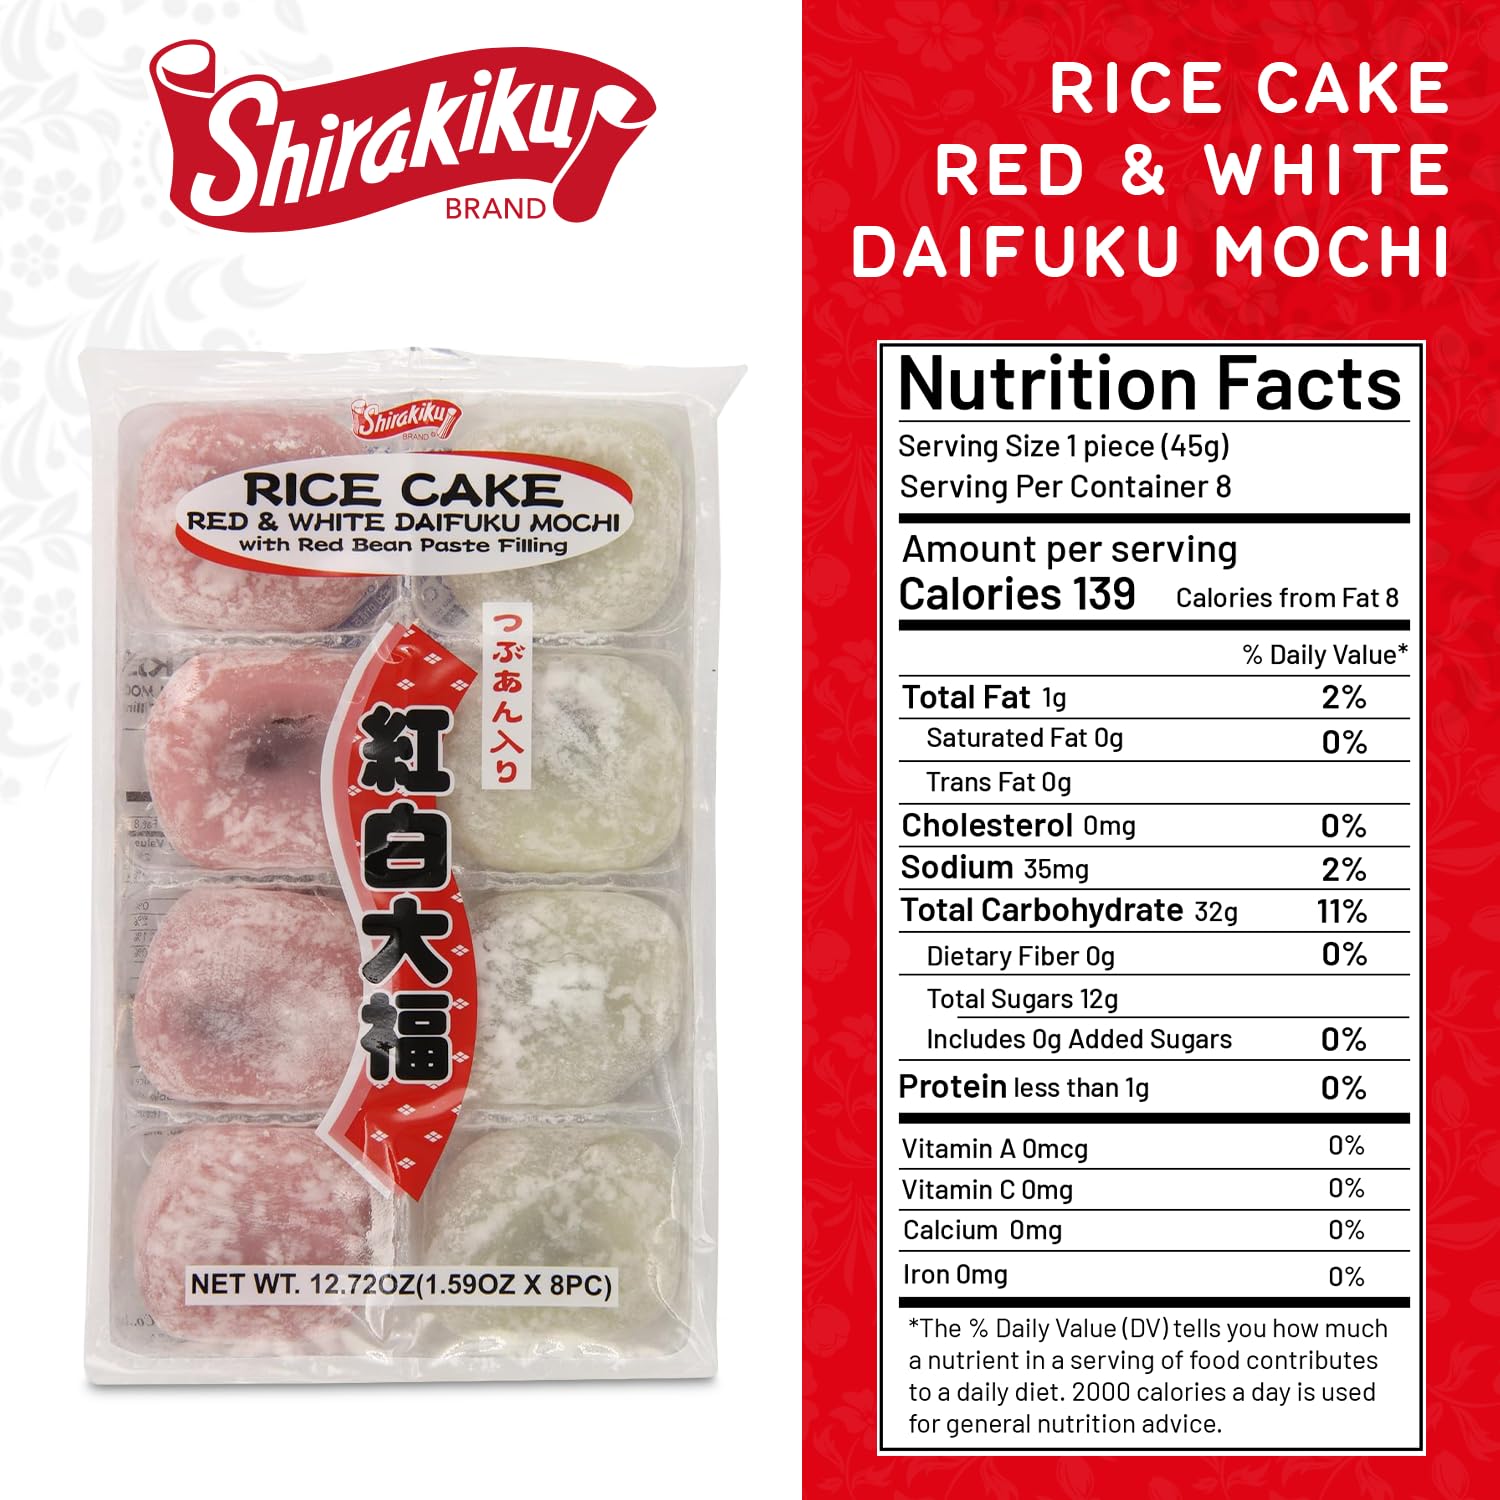 Shirakiku
BRAND
RICE CAKE
RED & WHITE
DAIFUKU MOCHI
Shirakiku
BRAND
RICE CAKE
RED & WHITE DAIFUKU MOCHI
with Red Bean Paste Filling
つぶあん入り
紅白大福
NET WT. 12.72OZ(1.59OZ X 8PC)
Nutrition Facts
Serving Size 1 piece (45g)
Serving Per Container 8
Amount per serving
Calories 139 Calories from Fat 8
% Daily Value*
Total Fat 1g 2%
Saturated Fat 0g 0%
Trans Fat 0g
Cholesterol 0mg 0%
Sodium 35mg 2%
Total Carbohydrate 32g 11%
Dietary Fiber 0g 0%
Total Sugars 12g
Includes 0g Added Sugars 0%
Protein less than 1g 0%
Vitamin A 0mcg 0%
Vitamin C 0mg 0%
Calcium 0mg 0%
Iron 0mg 0%
*The % Daily Value (DV) tells you how much
a nutrient in a serving of food contributes
to a daily diet. 2000 calories a day is used
for general nutrition advice.